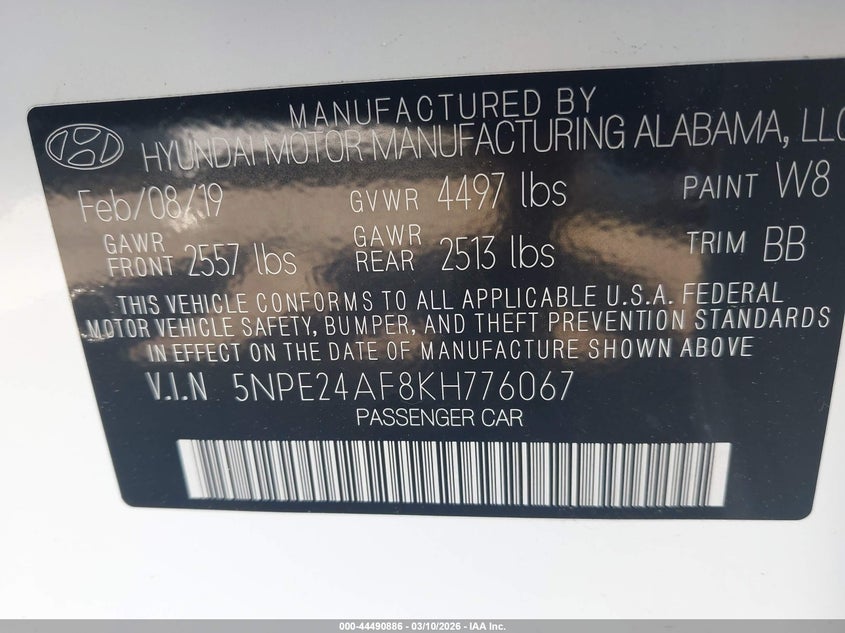 MANUFACTURED BY
HYUNDAI MOTOR MANUFACTURING ALABAMA, LLC
Feb/08/19 GVWR 4497 lbs PAINT W8
GAWR FRONT 2557 lbs GAWR REAR 2513 lbs TRIM BB
THIS VEHICLE CONFORMS TO ALL APPLICABLE U.S.A. FEDERAL
MOTOR VEHICLE SAFETY, BUMPER, AND THEFT PREVENTION STANDARDS
IN EFFECT ON THE DATE OF MANUFACTURE SHOWN ABOVE
V.I.N 5NPE24AF8KH776067
PASSENGER CAR
000-44490886 - 03/10/2026 - IAA Inc.